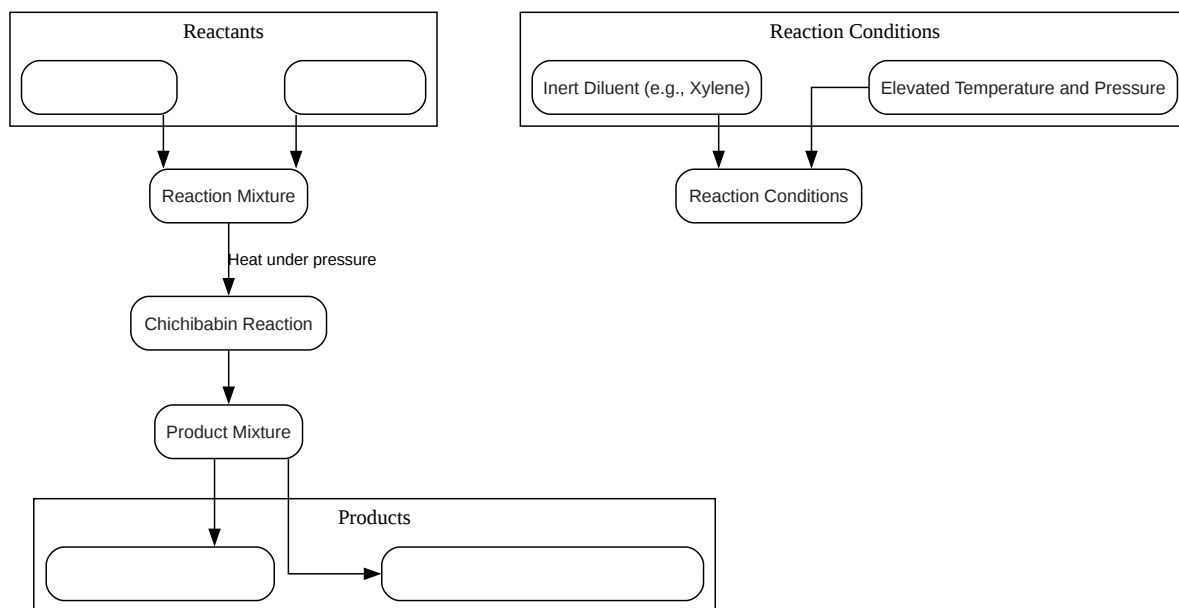 Reactants
Reaction Conditions
Inert Diluent (e.g., Xylene)
Elevated Temperature and Pressure
Reaction Mixture
Reaction Conditions
Heat under pressure
Chichibabin Reaction
Product Mixture
Products